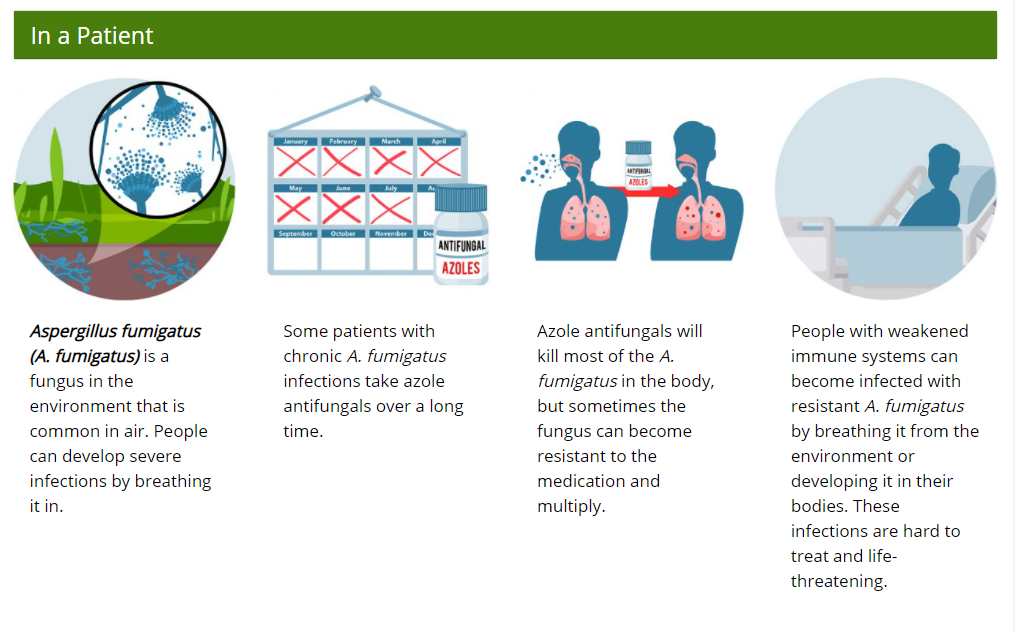 In a Patient
January February March April
May June July Au
September October November De
ANTIFUNGAL
AZOLES
ANTIFUNGAL
AZOLES
Aspergillus fumigatus
(A. fumigatus) is a
fungus in the
environment that is
common in air. People
can develop severe
infections by breathing
it in.
Some patients with
chronic A. fumigatus
infections take azole
antifungals over a long
time.
Azole antifungals will
kill most of the A.
fumigatus in the body,
but sometimes the
fungus can become
resistant to the
medication and
multiply.
People with weakened
immune systems can
become infected with
resistant A. fumigatus
by breathing it from the
environment or
developing it in their
bodies. These
infections are hard to
treat and life-
threatening.